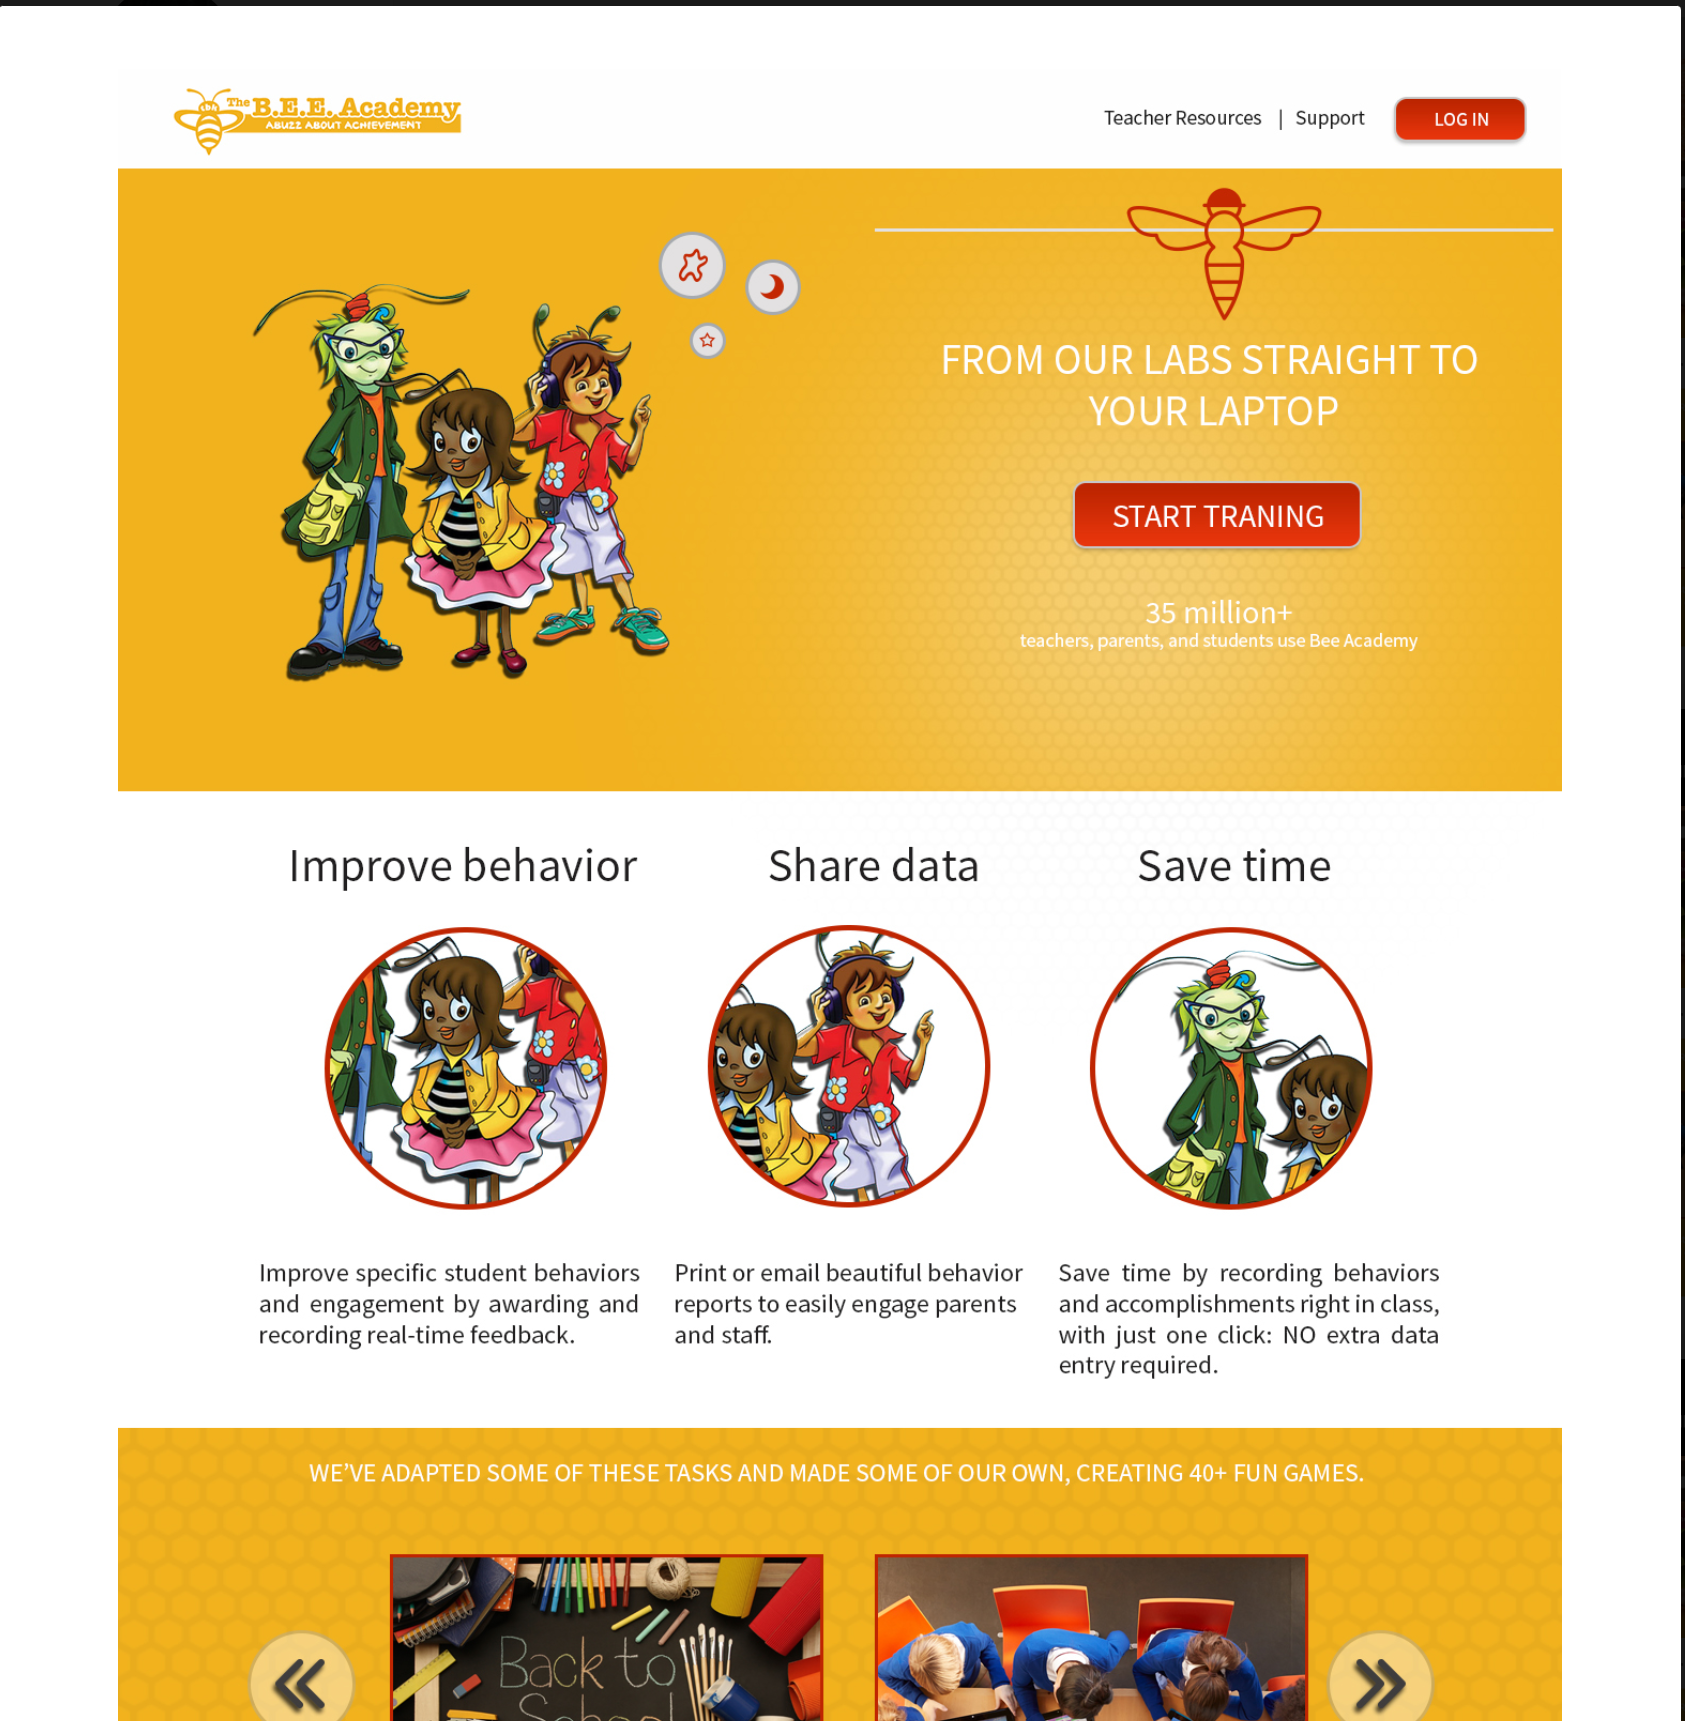 The B.E.E. Academy
ABUZZ ABOUT ACHIEVEMENT
Teacher Resources | Support
LOG IN
FROM OUR LABS STRAIGHT TO
YOUR LAPTOP
START TRANING
35 million+
teachers, parents, and students use Bee Academy
Improve behavior
Share data
Save time
Improve specific student behaviors
and engagement by awarding and
recording real-time feedback.
Print or email beautiful behavior
reports to easily engage parents
and staff.
Save time by recording behaviors
and accomplishments right in class,
with just one click: NO extra data
entry required.
WE’VE ADAPTED SOME OF THESE TASKS AND MADE SOME OF OUR OWN, CREATING 40+ FUN GAMES.
Back to
School